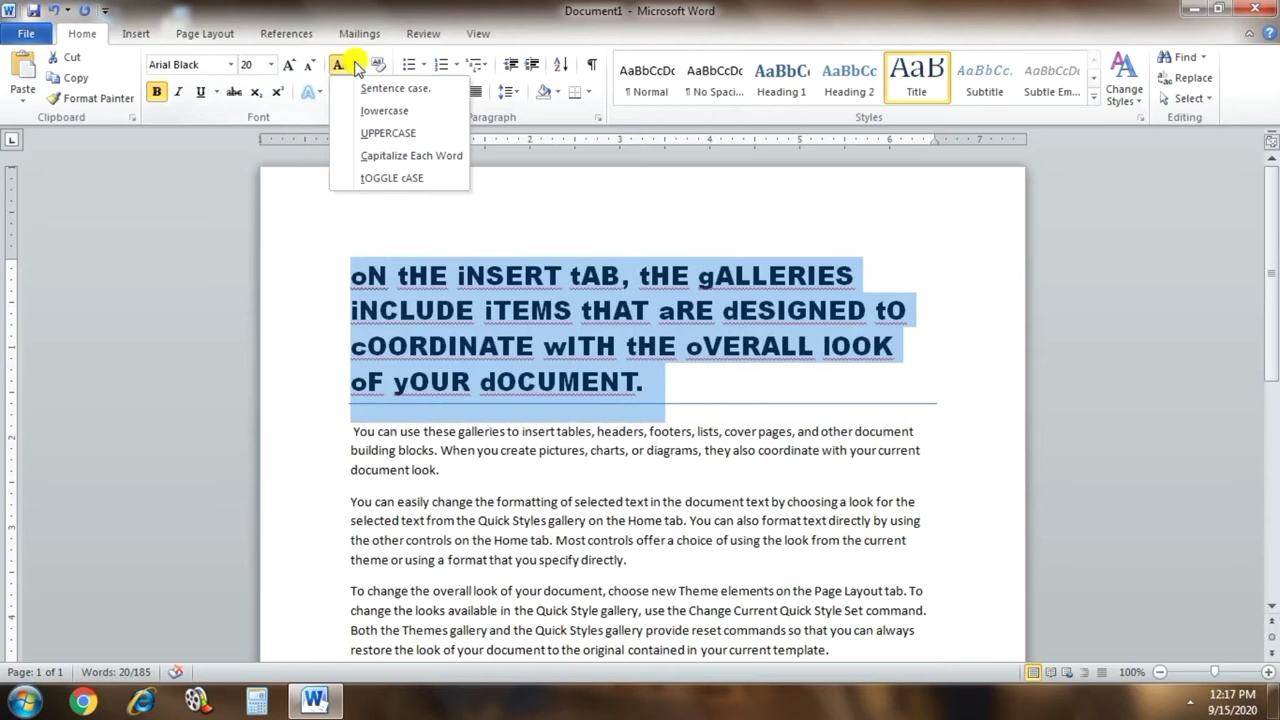 Document1 - Microsoft Word
File Home Insert Page Layout References Mailings Review View
Cut
Copy
Format Painter
Paste
Clipboard
Arial Black 20
Font
Paragraph
AaBbCcDc AaBbCcDc AaBbCc AaBbCc AaB AaBbCc. AaBbCcDc
¶ Normal ¶ No Spaci... Heading 1 Heading 2 Title Subtitle Subtle Em...
Change
Styles
Styles
Find
Replace
Select
Editing
Sentence case.
lowercase
UPPERCASE
Capitalize Each Word
tOGGLE cASE
oN tHE iNSERT tAB, tHE gALLERIES
iNCLUDE iTEMS tHAT aRE dESIGNED tO
cOORDINATE wITH tHE oVERALL lOOK
oF yOUR dOCUMENT.
You can use these galleries to insert tables, headers, footers, lists, cover pages, and other document
building blocks. When you create pictures, charts, or diagrams, they also coordinate with your current
document look.
You can easily change the formatting of selected text in the document text by choosing a look for the
selected text from the Quick Styles gallery on the Home tab. You can also format text directly by using
the other controls on the Home tab. Most controls offer a choice of using the look from the current
theme or using a format that you specify directly.
To change the overall look of your document, choose new Theme elements on the Page Layout tab. To
change the looks available in the Quick Style gallery, use the Change Current Quick Style Set command.
Both the Themes gallery and the Quick Styles gallery provide reset commands so that you can always
restore the look of your document to the original contained in your current template.
Page: 1 of 1 Words: 20/185 100%
12:17 PM
9/15/2020